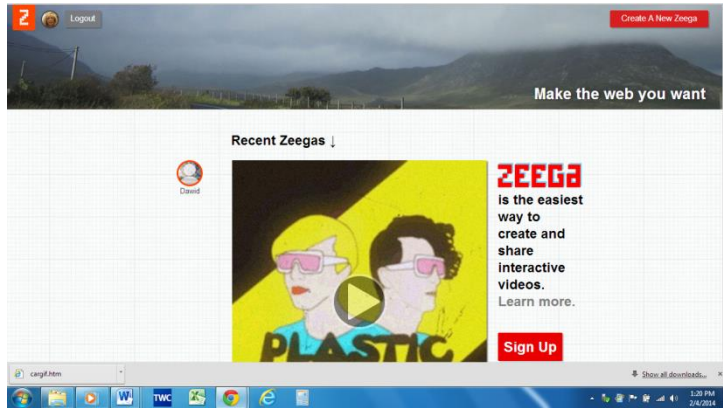 Z Logout Create A New Zeega
Make the web you want
Recent Zeegas ↓
Dawid
ZEEGA
is the easiest
way to
create and
share
interactive
videos.
Learn more.
PLASTIC
Sign Up
cargif.htm
Show all downloads...
TWC
1:20 PM
2/4/2014